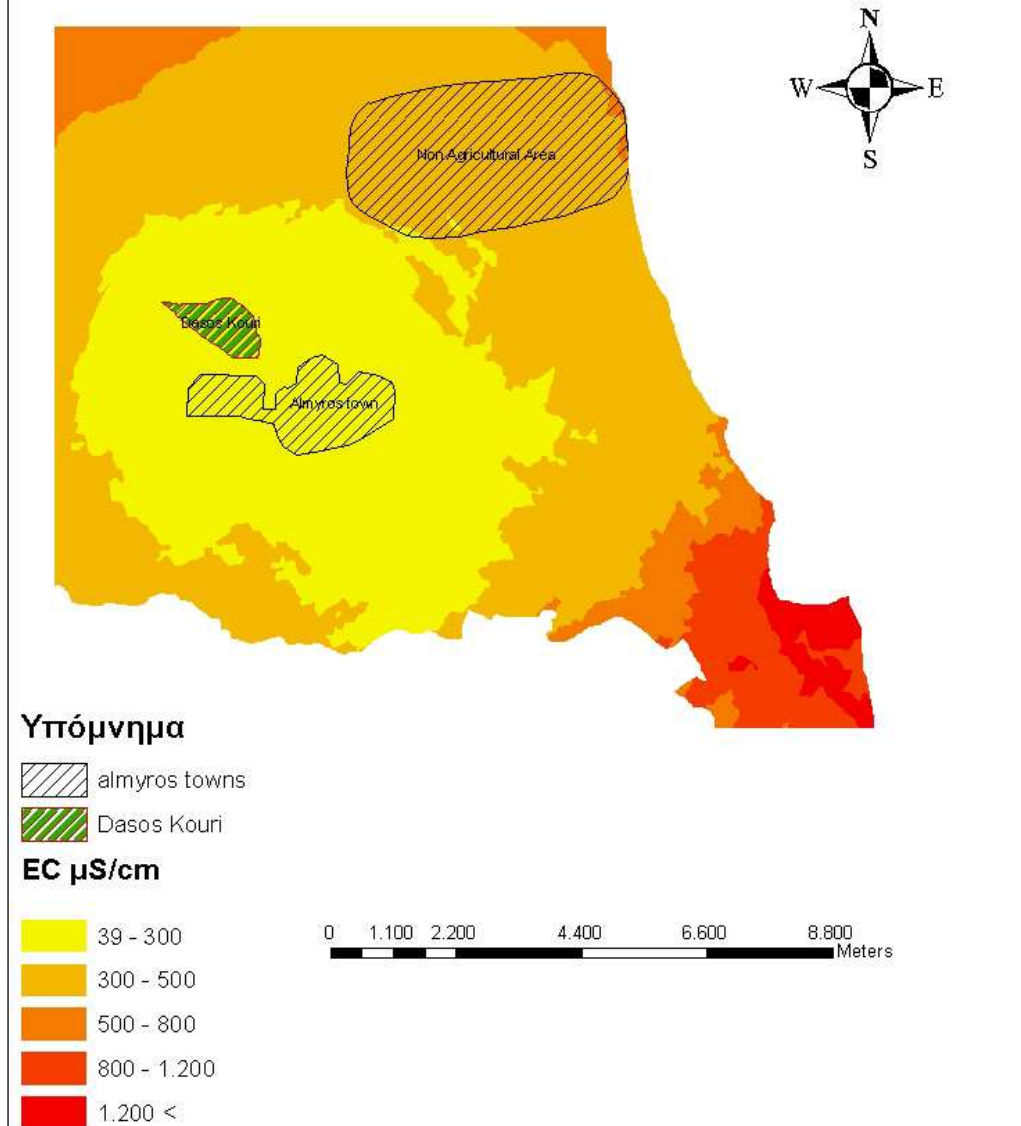 N
W E
S
Non Agricultural Area
Dasos Kouri
Almyros town
Υπόμνημα
almyros towns
Dasos Kouri
EC µS/cm
39 - 300
300 - 500
500 - 800
800 - 1.200
1.200 <
0 1.100 2.200 4.400 6.600 8.800
Meters